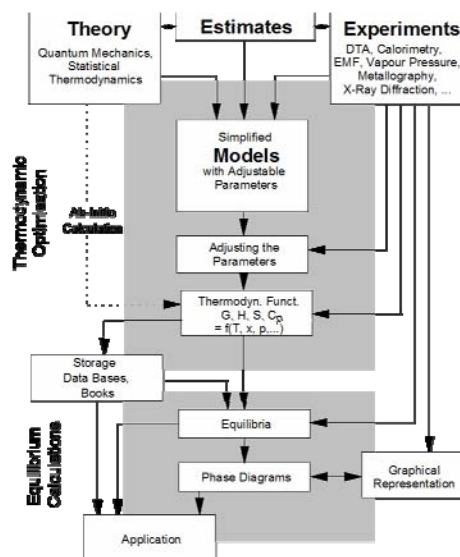 Theory
Quantum Mechanics,
Statistical
Thermodynamics
Estimates
Experiments
DTA, Calorimetry,
EMF, Vapour Pressure,
Metallography,
X-Ray Diffraction, ...
Simplified
Models
with Adjustable
Parameters
Thermodynamic
Optimisation
Ab-initio
Calculation
Adjusting the
Parameters
Thermodyn. Funct.
G, H, S, Cp
= f(T, x, p,...)
Storage
Data Bases,
Books
Equilibrium
Calculations
Equilibria
Phase Diagrams
Graphical
Representation
Application